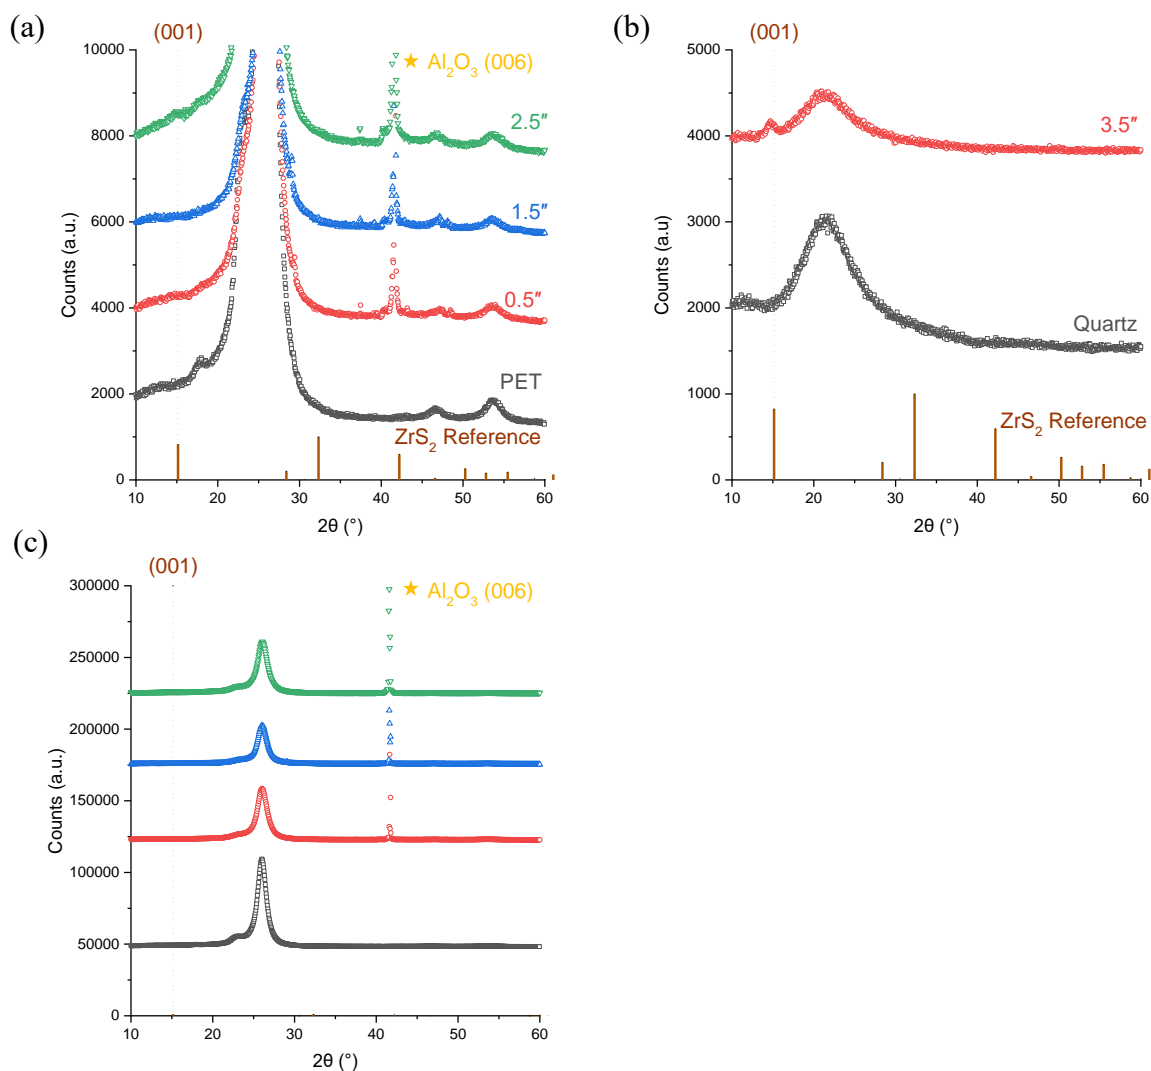 (a)
(001)
★ Al₂O₃ (006)
10000
8000
6000
4000
2000
0
Counts (a.u.)
2.5″
1.5″
0.5″
PET
ZrS₂ Reference
10 20 30 40 50 60
2θ (°)
(b)
(001)
5000
4000
3000
2000
1000
0
Counts (a.u)
3.5″
Quartz
ZrS₂ Reference
10 20 30 40 50 60
2θ (°)
(c)
(001)
★ Al₂O₃ (006)
300000
250000
200000
150000
100000
50000
0
Counts (a.u.)
10 20 30 40 50 60
2θ (°)